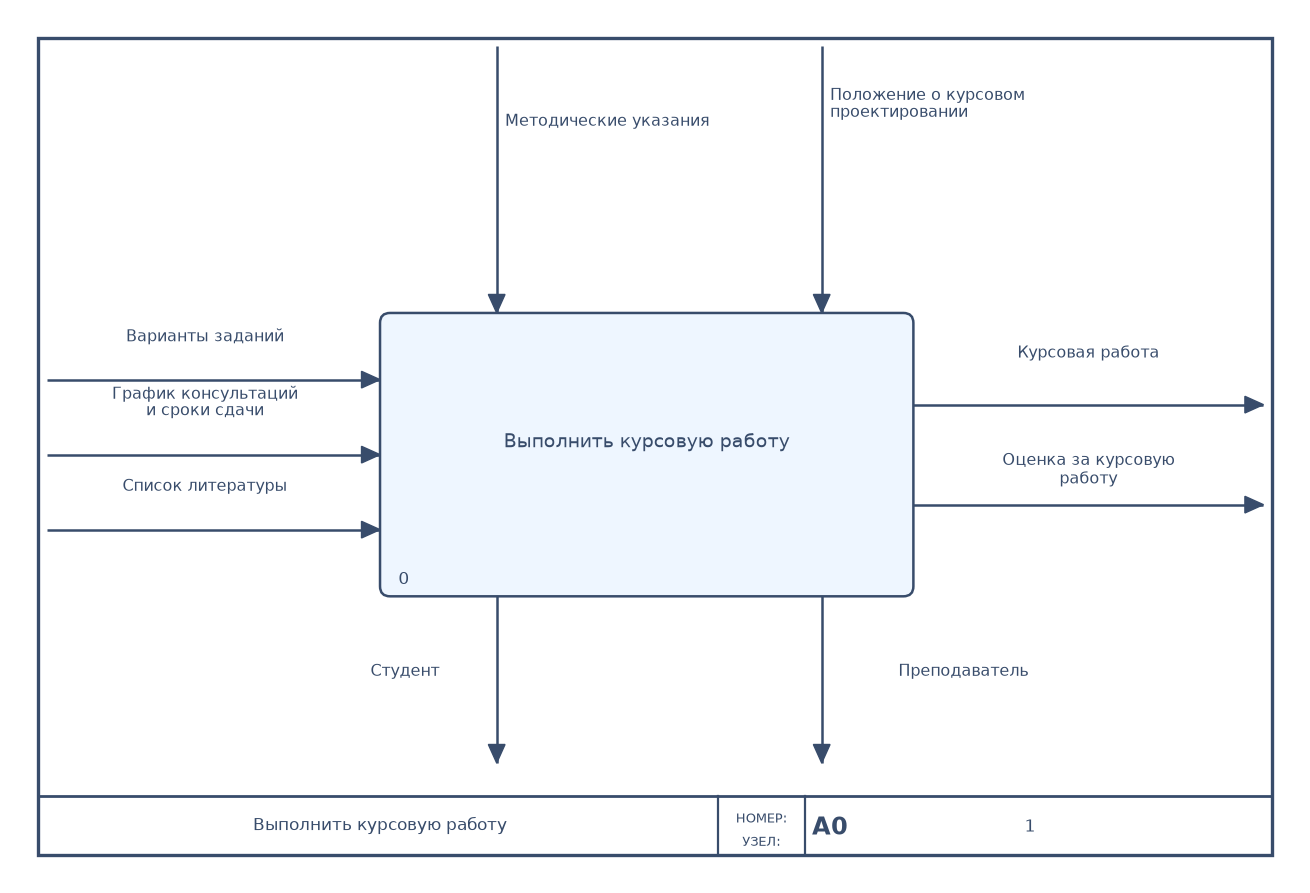 Методические указания
Положение о курсовом
проектировании
Варианты заданий
График консультаций
и сроки сдачи
Список литературы
Выполнить курсовую работу
0
Курсовая работа
Оценка за курсовую
работу
Студент
Преподаватель
Выполнить курсовую работу
НОМЕР:
УЗЕЛ:
A0
1